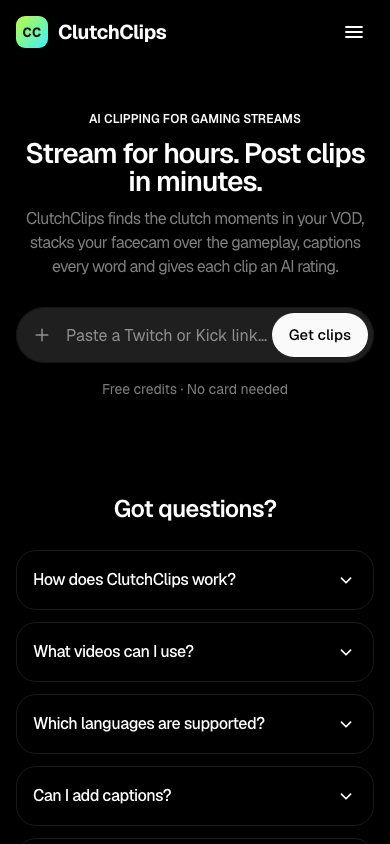 CC ClutchClips
AI CLIPPING FOR GAMING STREAMS
Stream for hours. Post clips
in minutes.
ClutchClips finds the clutch moments in your VOD,
stacks your facecam over the gameplay, captions
every word and gives each clip an AI rating.
Paste a Twitch or Kick link... Get clips
Free credits · No card needed
Got questions?
How does ClutchClips work?
What videos can I use?
Which languages are supported?
Can I add captions?